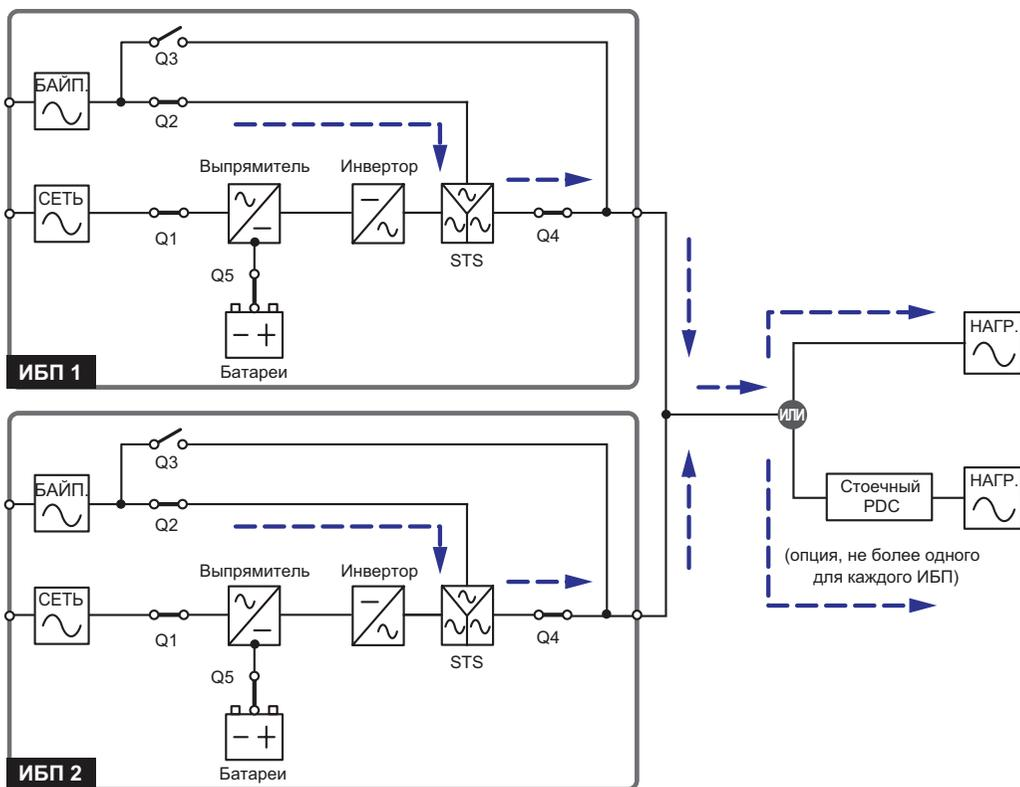 Q3
БАЙП.
Q2
Выпрямитель
Инвертор
СЕТЬ
Q1
Q4
STS
Q5
Батареи
ИБП 1
НАГР.
ИЛИ
Стоечный
PDC
НАГР.
(опция, не более одного
для каждого ИБП)
Q3
БАЙП.
Q2
Выпрямитель
Инвертор
СЕТЬ
Q1
Q4
STS
Q5
Батареи
ИБП 2